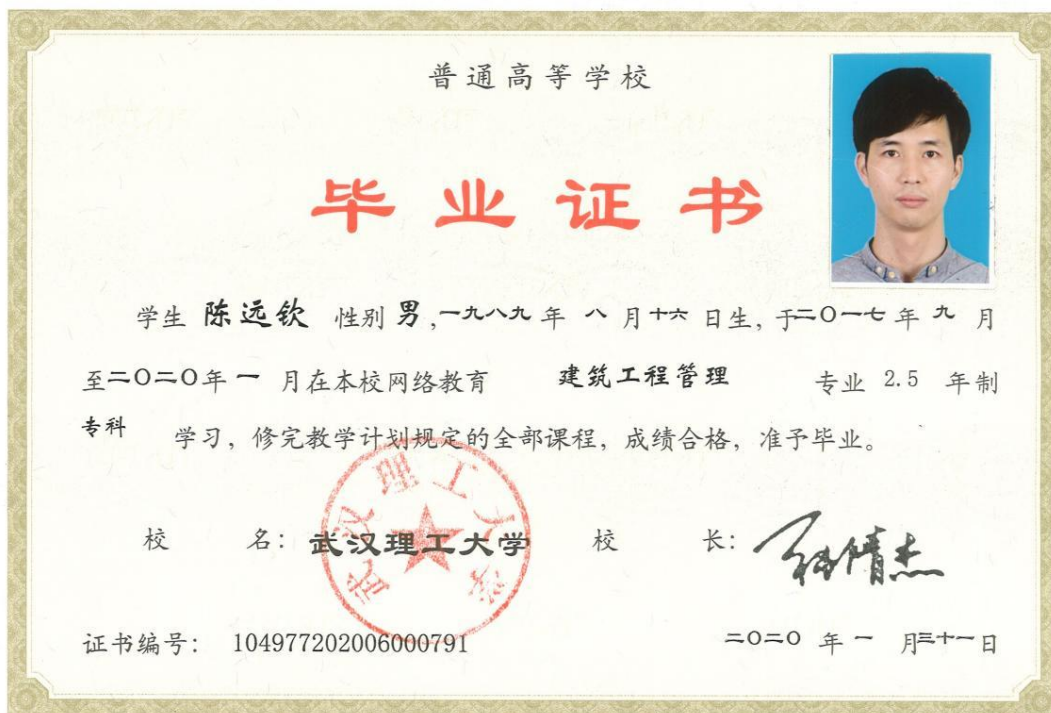 普通高等学校
毕业证书
学生 陈远钦 性别 男,一九八九 年 八 月十六 日生，于二〇一七年 九 月
至二〇二〇年 一 月在本校网络教育 建筑工程管理 专业 2.5 年制
专科 学习，修完教学计划规定的全部课程，成绩合格，准予毕业。
武汉理工大学
校 名：武汉理工大学 校 长：
证书编号： 104977202006000791 二〇二〇 年 一 月三十一日